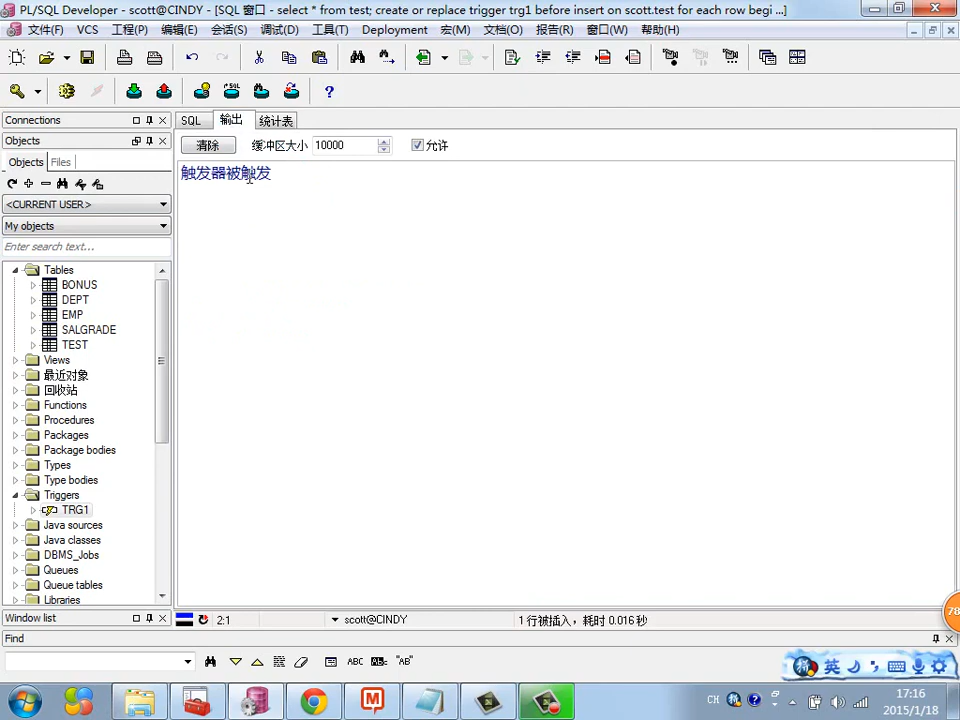 PL/SQL Developer - scott@CINDY - [SQL 窗口 - select * from test; create or replace trigger trg1 before insert on scott.test for each row begi ...]
文件(F) VCS 工程(P) 编辑(E) 会话(S) 调试(D) 工具(T) Deployment 宏(M) 文档(O) 报告(R) 窗口(W) 帮助(H)
Connections
SQL 输出 统计表
Objects
清除 缓冲区大小 10000 允许
Objects Files
触发器被触发
<CURRENT USER>
My objects
Enter search text...
Tables
BONUS
DEPT
EMP
SALGRADE
TEST
Views
最近对象
回收站
Functions
Procedures
Packages
Package bodies
Types
Type bodies
Triggers
TRG1
Java sources
Java classes
DBMS_Jobs
Queues
Queue tables
Libraries
Window list
2:1 scott@CINDY 1 行被插入，耗时 0.016 秒
78
Find
ABC ABc "AB"
英
CH
17:16
2015/1/18